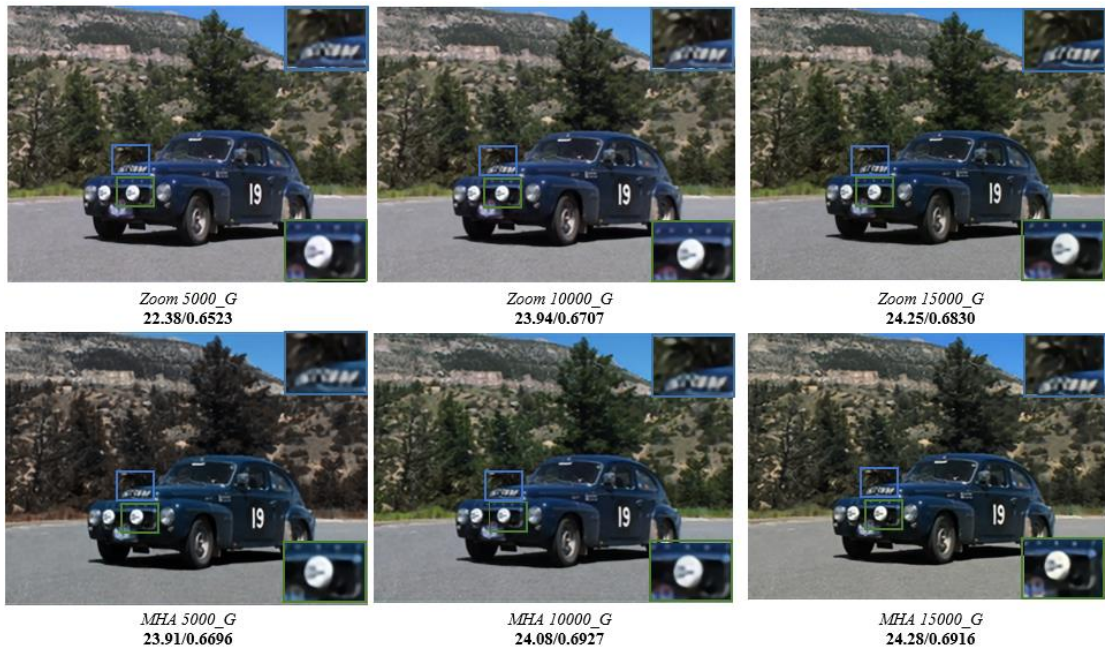 19
19
19
Zoom 5000_G
22.38/0.6523
Zoom 10000_G
23.94/0.6707
Zoom 15000_G
24.25/0.6830
19
19
19
MHA 5000_G
23.91/0.6696
MHA 10000_G
24.08/0.6927
MHA 15000_G
24.28/0.6916